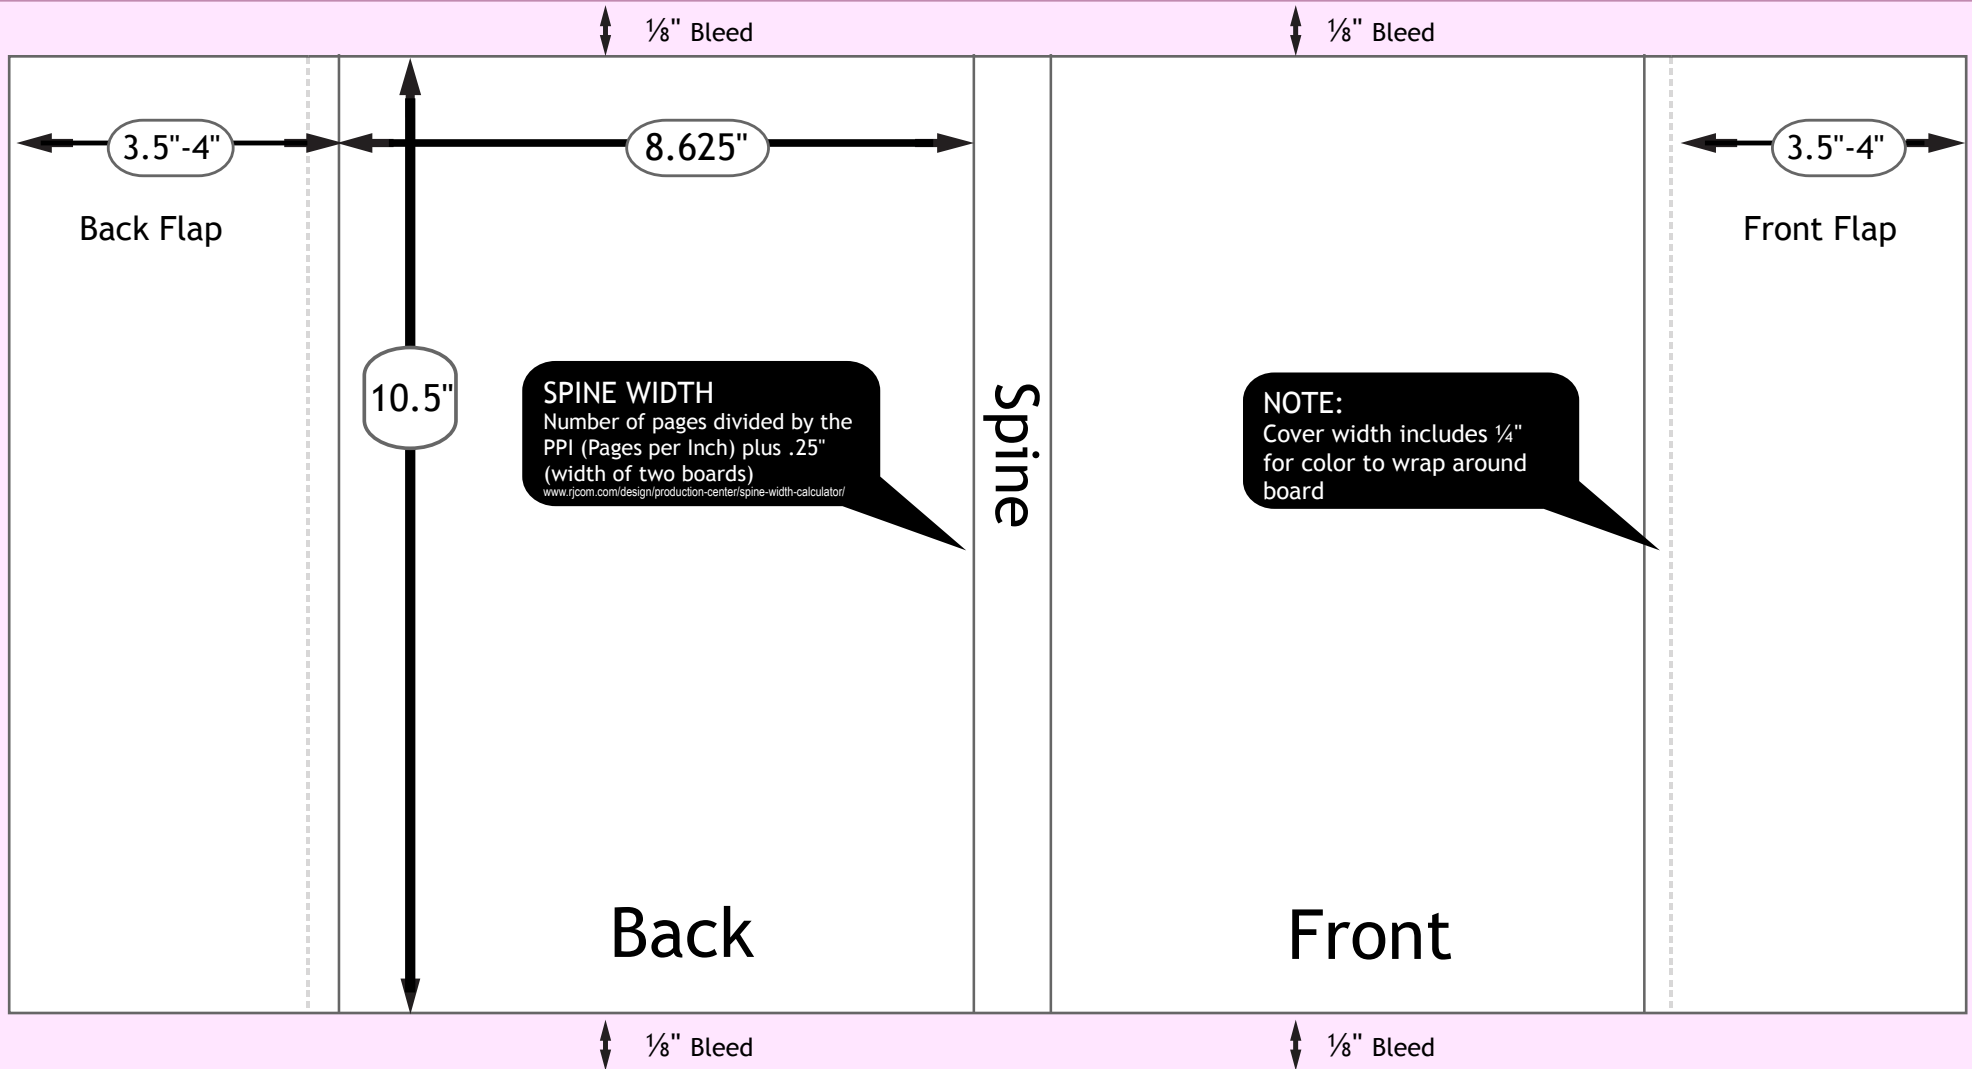 ⅛" Bleed
⅛" Bleed
3.5"-4"
8.625"
3.5"-4"
Back Flap
Front Flap
10.5"
SPINE WIDTH
Number of pages divided by the
PPI (Pages per Inch) plus .25"
(width of two boards)
www.rjcom.com/design/production-center/spine-width-calculator/
Spine
NOTE:
Cover width includes ¼"
for color to wrap around
board
Back
Front
⅛" Bleed
⅛" Bleed